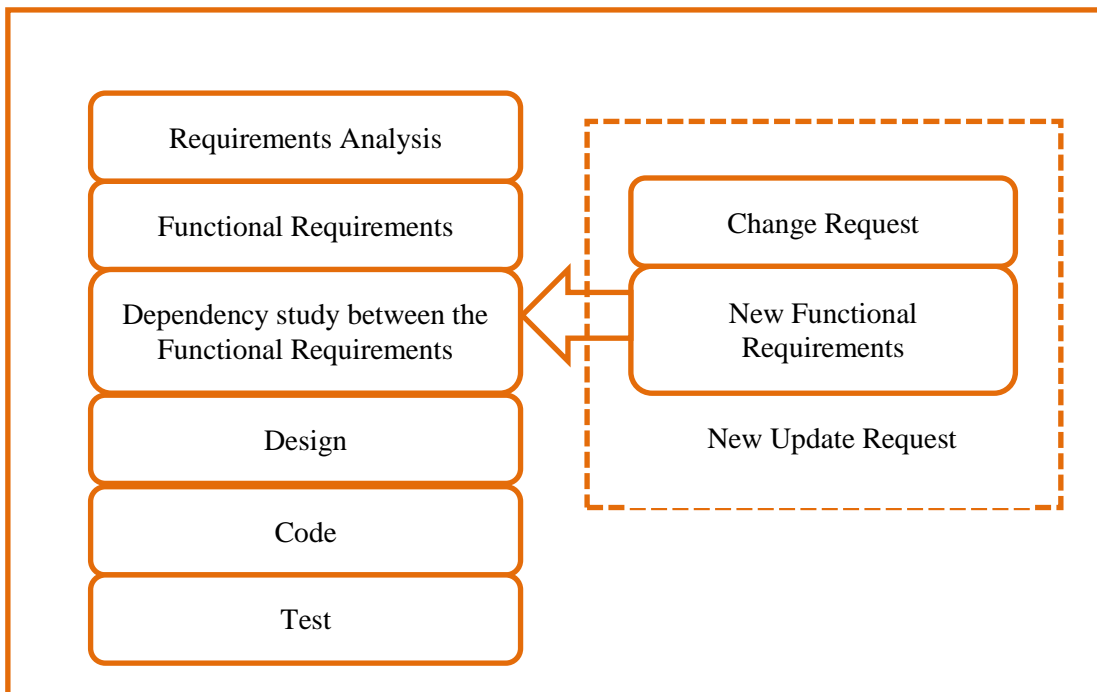 Requirements Analysis
Functional Requirements
Dependency study between the
Functional Requirements
Design
Code
Test
Change Request
New Functional
Requirements
New Update Request